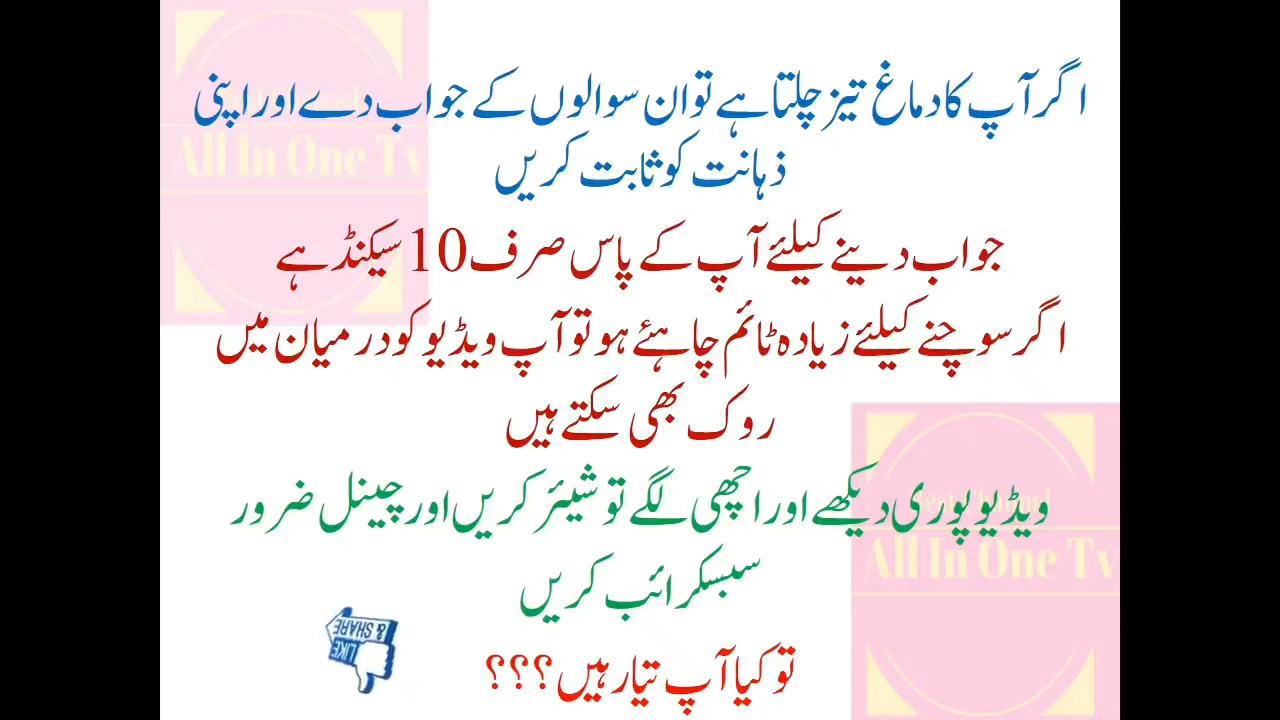 اگر آپ کا دماغ تیز چلتا ہے تو ان سوالوں کے جواب دے اور اپنی
ذہانت کو ثابت کریں
جواب دینے کیلئے آپ کے پاس صرف 10 سیکنڈ ہے
اگر سوچنے کیلئے زیادہ ٹائم چاہئے ہو تو آپ ویڈیو کو درمیان میں
روک بھی سکتے ہیں
ویڈیو پوری دیکھے اور اچھی لگے تو شیئر کریں اور چینل ضرور
سبسکرائب کریں
تو کیا آپ تیار ہیں ؟؟؟
All In One Tv
All In One Tv
LIKE
& SHARE